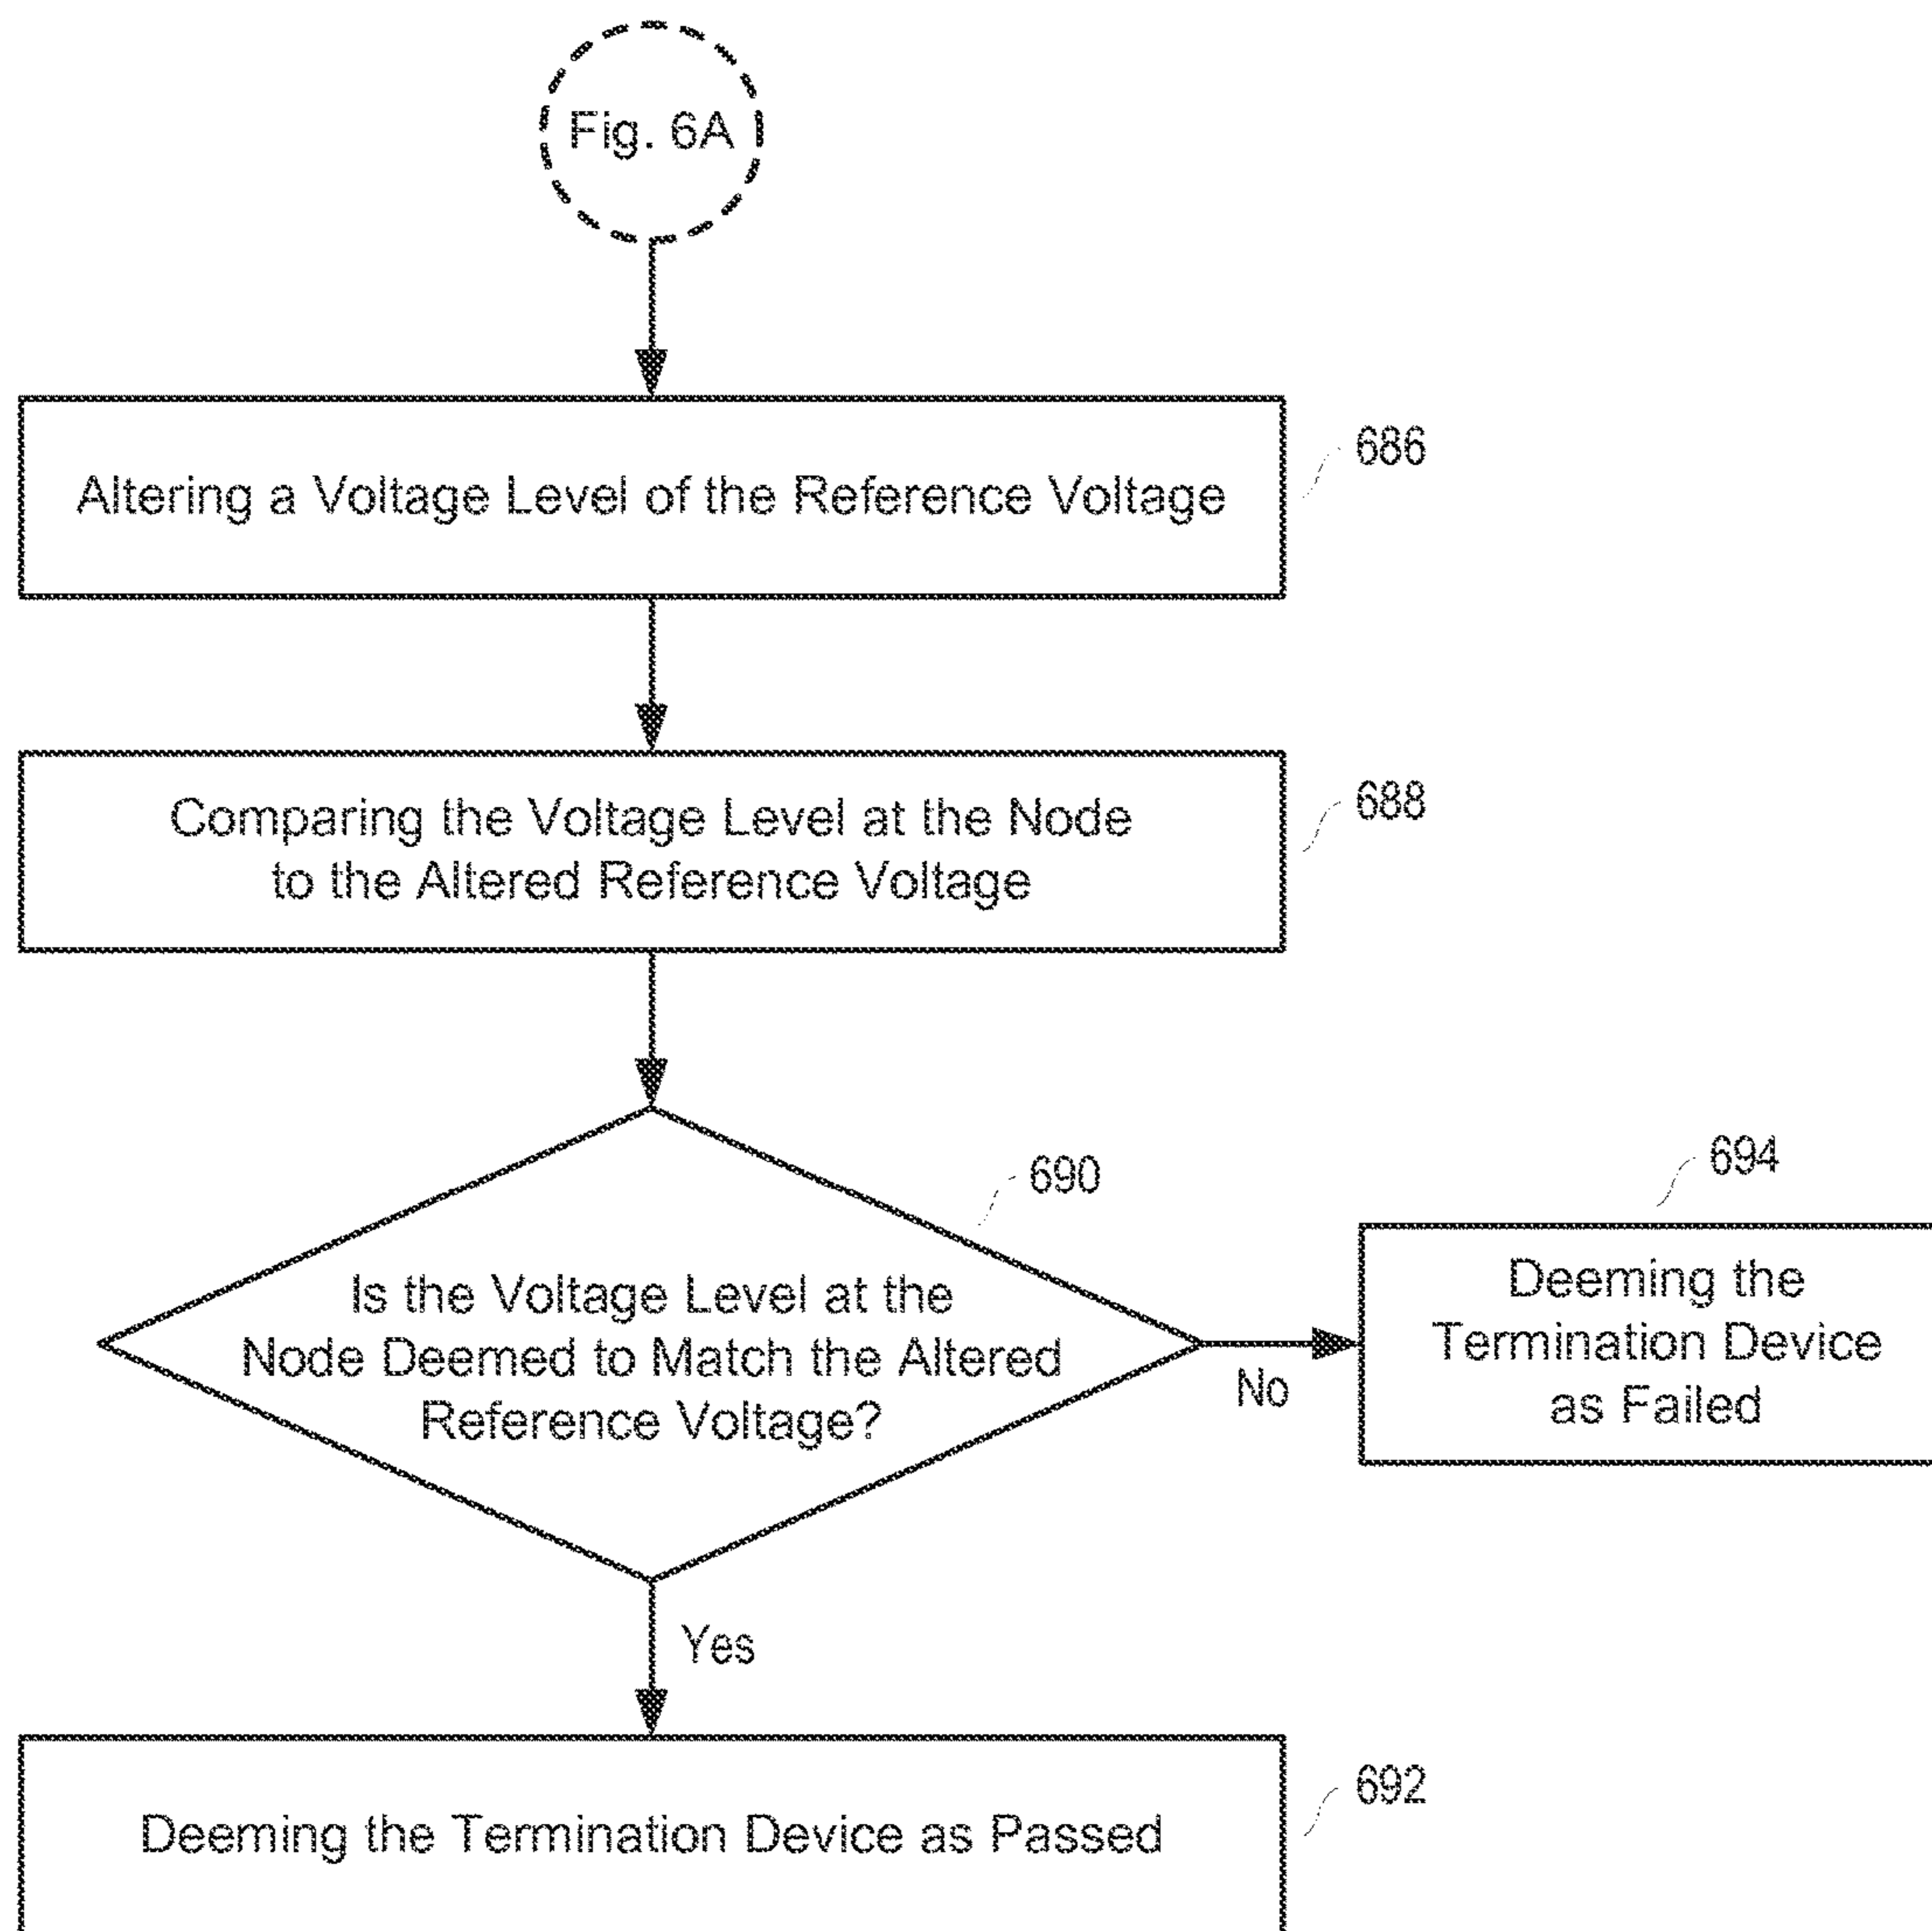 Fig. 6A
Altering a Voltage Level of the Reference Voltage
686
Comparing the Voltage Level at the Node
to the Altered Reference Voltage
688
690
Is the Voltage Level at the
Node Deemed to Match the Altered
Reference Voltage?
No
694
Deeming the
Termination Device
as Failed
Yes
Deeming the Termination Device as Passed
692